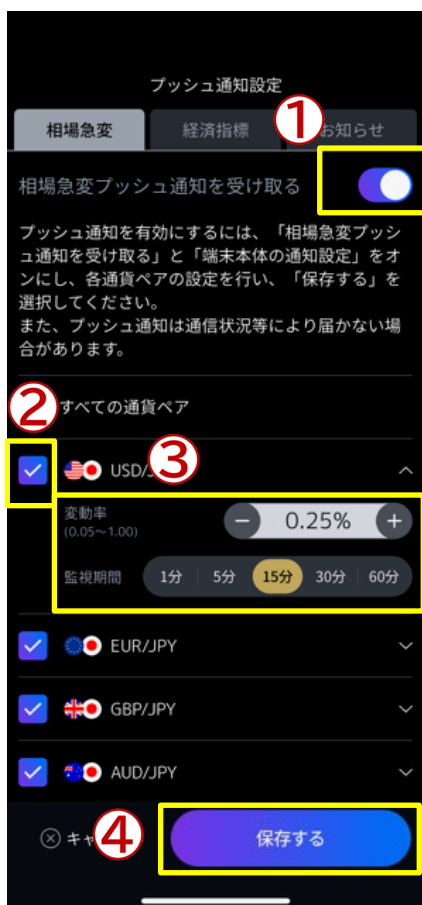 プッシュ通知設定
①
相場急変 経済指標 お知らせ
相場急変プッシュ通知を受け取る
プッシュ通知を有効にするには、「相場急変プッシ
ュ通知を受け取る」と「端末本体の通知設定」をオ
ンにし、各通貨ペアの設定を行い、「保存する」を
選択してください。
また、プッシュ通知は通信状況等により届かない場
合があります。
② すべての通貨ペア
USD/J ③
変動率
(0.05~1.00)
− 0.25% +
監視期間 1分 5分 15分 30分 60分
EUR/JPY
GBP/JPY
AUD/JPY
キャ ④ 保存する